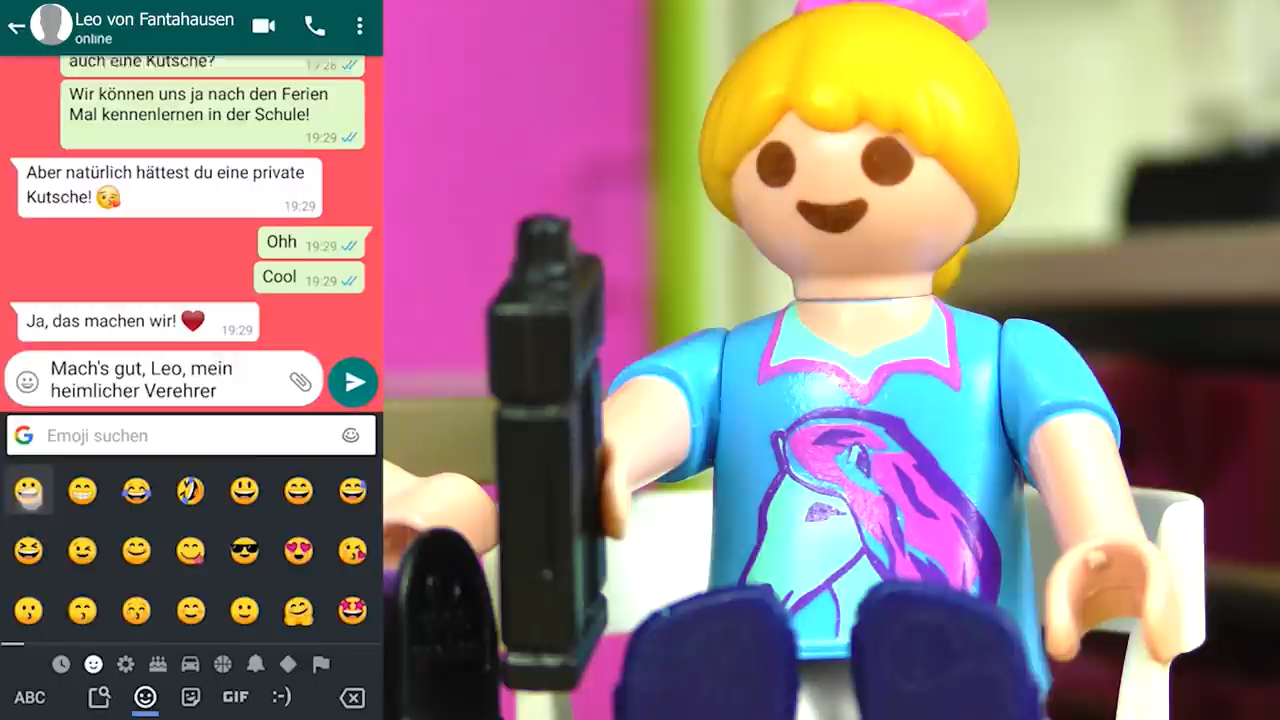 Leo von Fantahausen
online
auch eine Kutsche?
Wir können uns ja nach den Ferien
Mal kennenlernen in der Schule!
19:29
Aber natürlich hättest du eine private
Kutsche! 😘
19:29
Ohh 19:29
Cool 19:29
Ja, das machen wir! ❤️ 19:29
Mach's gut, Leo, mein
heimlicher Verehrer
Emoji suchen
ABC
GIF
:-)